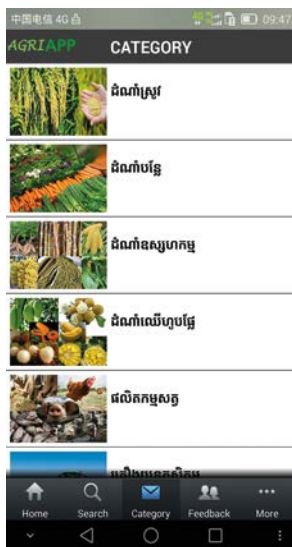 中国电信 4G
09:47
AGRIAPP
CATEGORY
ដំណាំស្រូវ
ដំណាំបន្លែ
ដំណាំឧស្សាហកម្ម
ដំណាំឈើហូបផ្លែ
ផលិតកម្មសត្វ
Home Search Category Feedback More